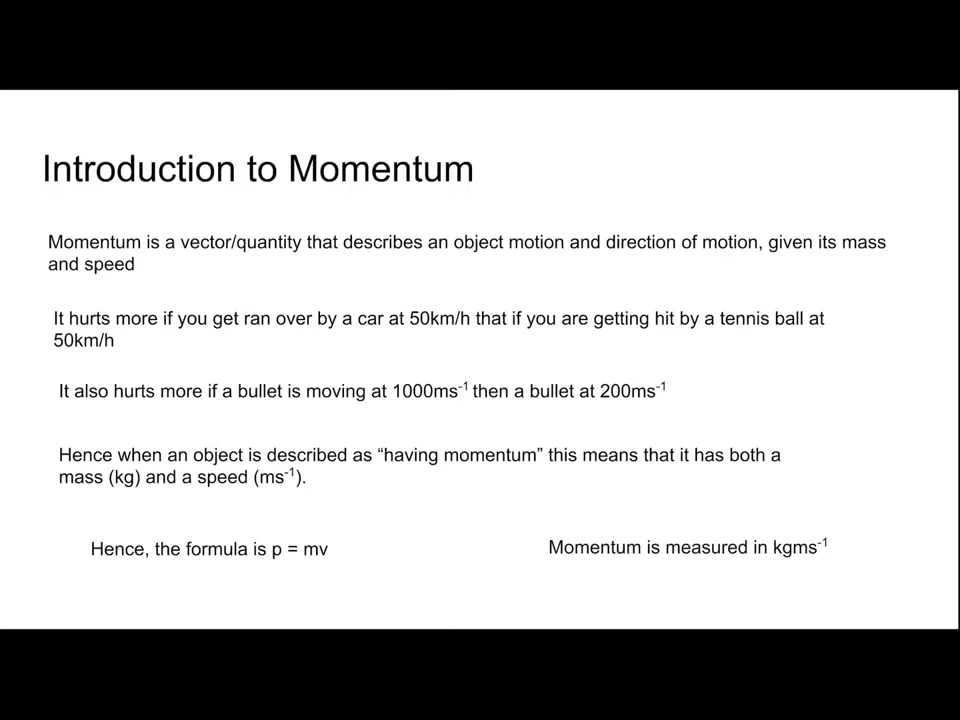 Introduction to Momentum
Momentum is a vector/quantity that describes an object motion and direction of motion, given its mass
and speed
It hurts more if you get ran over by a car at 50km/h that if you are getting hit by a tennis ball at
50km/h
It also hurts more if a bullet is moving at 1000ms⁻¹ then a bullet at 200ms⁻¹
Hence when an object is described as “having momentum” this means that it has both a
mass (kg) and a speed (ms⁻¹).
Hence, the formula is p = mv
Momentum is measured in kgms⁻¹